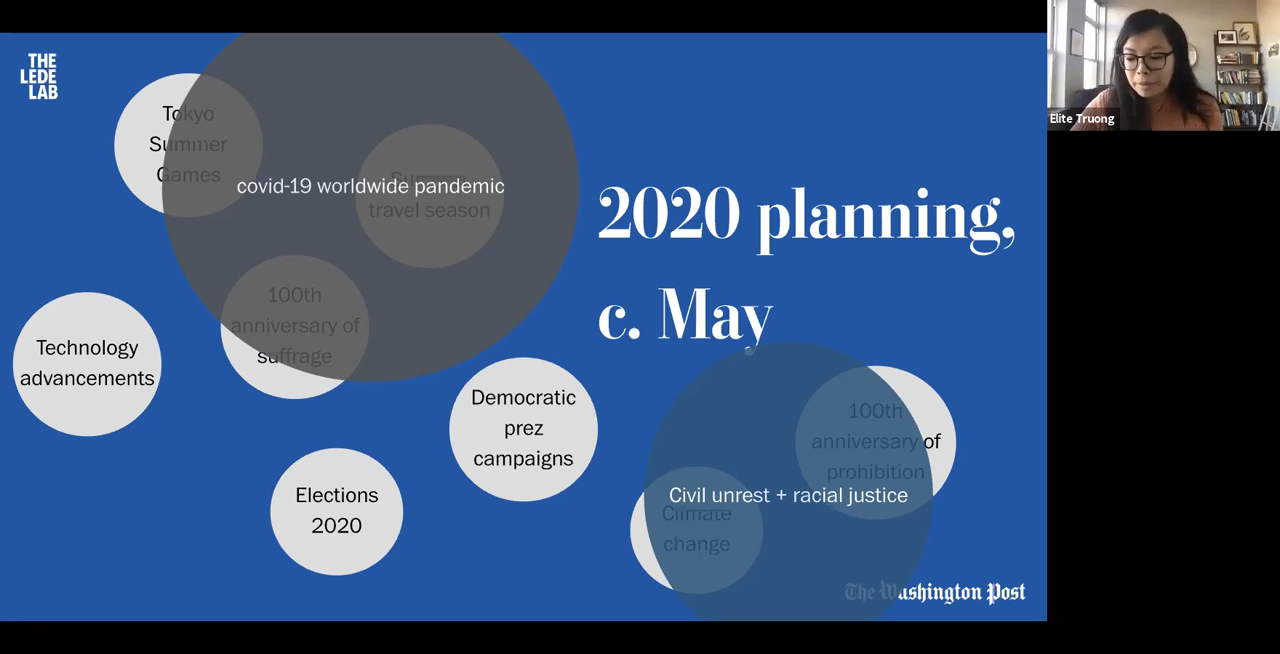 THE
LEDE
LAB
Tokyo
Summer
Games
covid-19 worldwide pandemic
travel season
100th
anniversary of
suffrage
Technology
advancements
2020 planning,
c. May
Democratic
prez
campaigns
Elections
2020
100th
anniversary of
prohibition
Civil unrest + racial justice
Climate
change
The Washington Post
Elite Truong